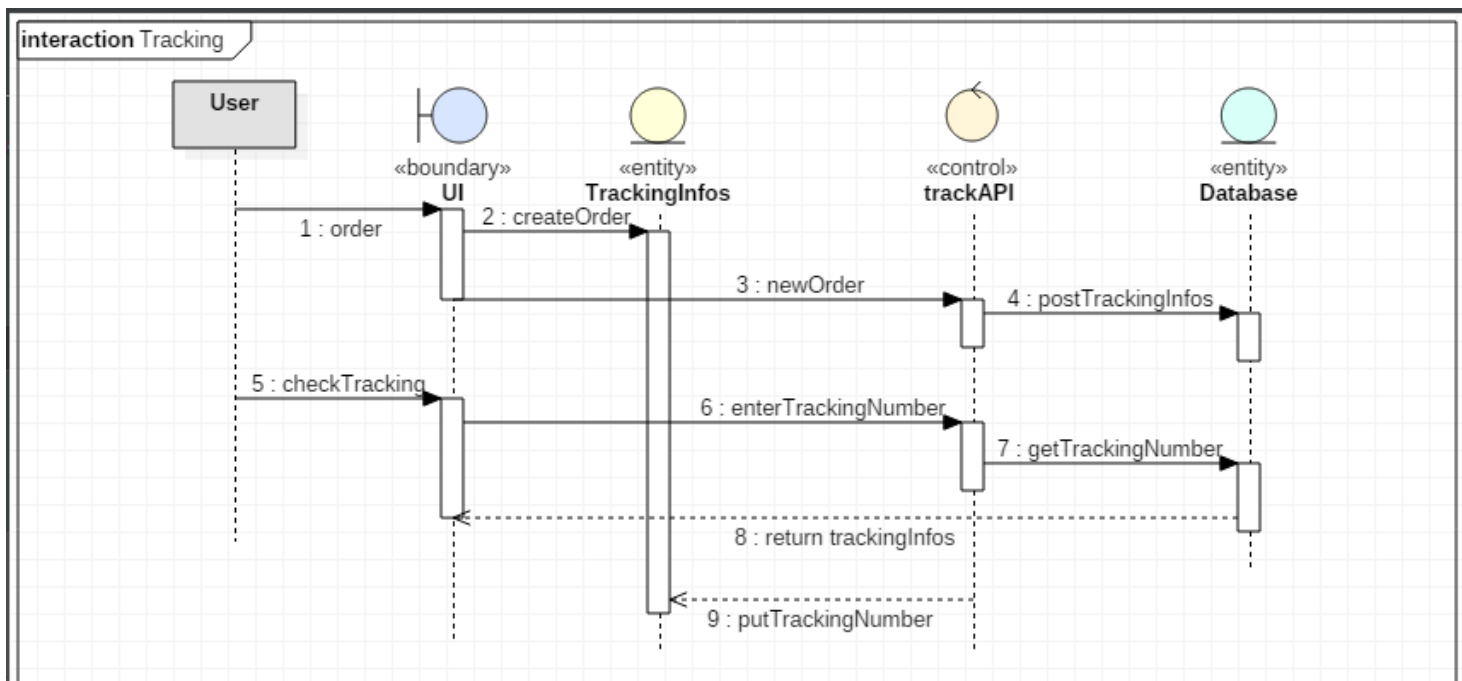 interaction Tracking
User
«boundary»
UI
«entity»
TrackingInfos
«control»
trackAPI
«entity»
Database
1 : order
2 : createOrder
3 : newOrder
4 : postTrackingInfos
5 : checkTracking
6 : enterTrackingNumber
7 : getTrackingNumber
8 : return trackingInfos
9 : putTrackingNumber